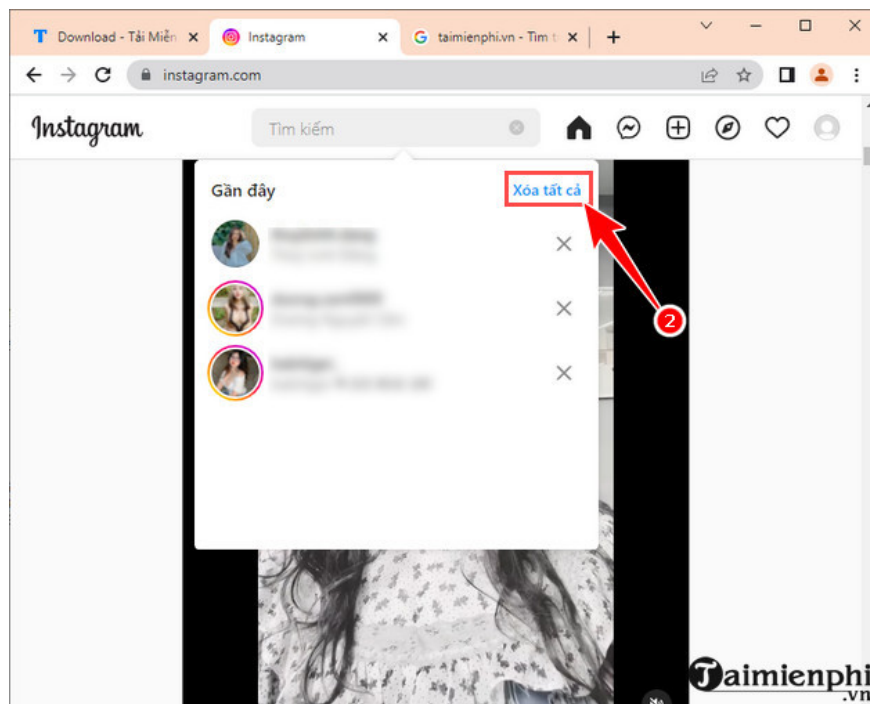 Download - Tải Miễn
Instagram
taimienphi.vn - Tìm t
instagram.com
Instagram
Tìm kiếm
Gần đây
Xóa tất cả
2
Taimienphi
.vn